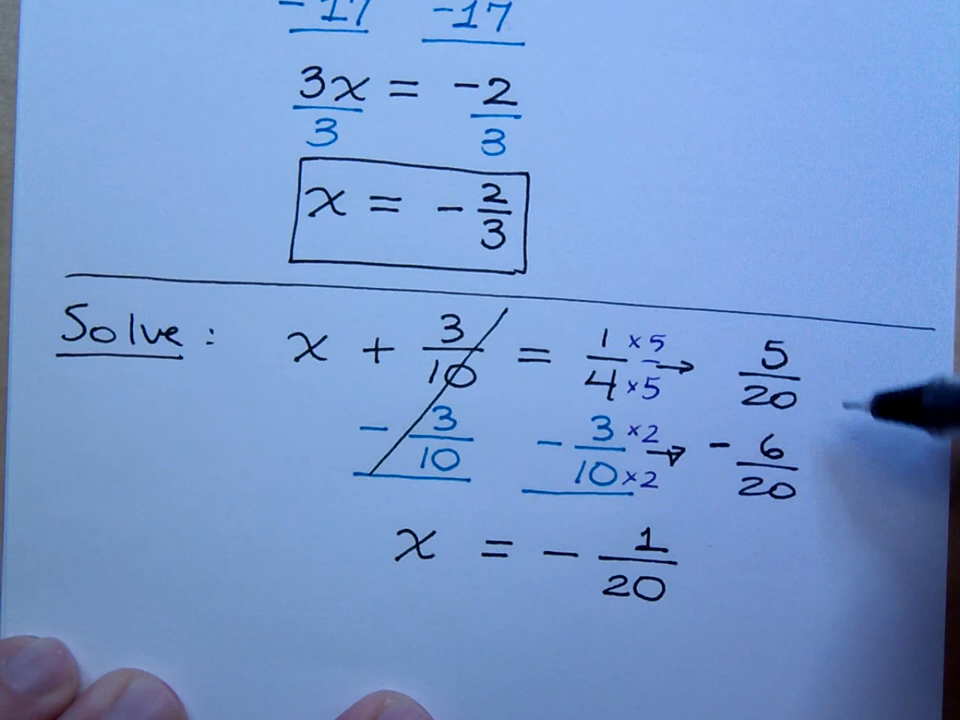 -17 -17
3x = -2
3 3
x = - 2/3
Solve : x + 3/10 = 1/4 ×5 ×5 → 5/20
- 3/10 - 3/10 ×2 ×2 → - 6/20
x = - 1/20